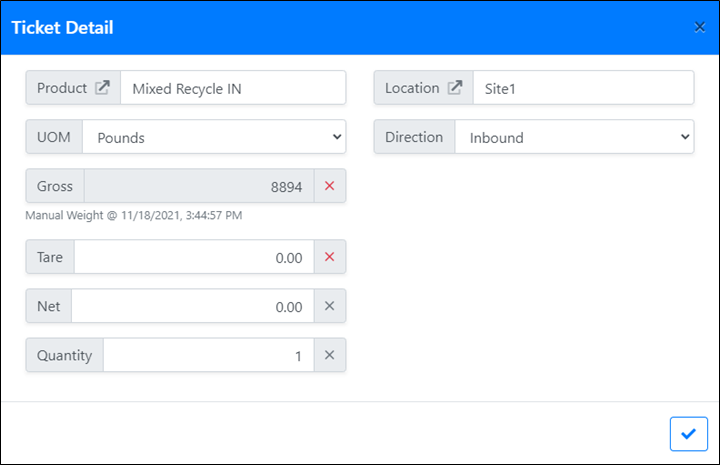 Ticket Detail
Product Mixed Recycle IN
Location Site1
UOM Pounds
Direction Inbound
Gross 8894
Manual Weight @ 11/18/2021, 3:44:57 PM
Tare 0.00
Net 0.00
Quantity 1